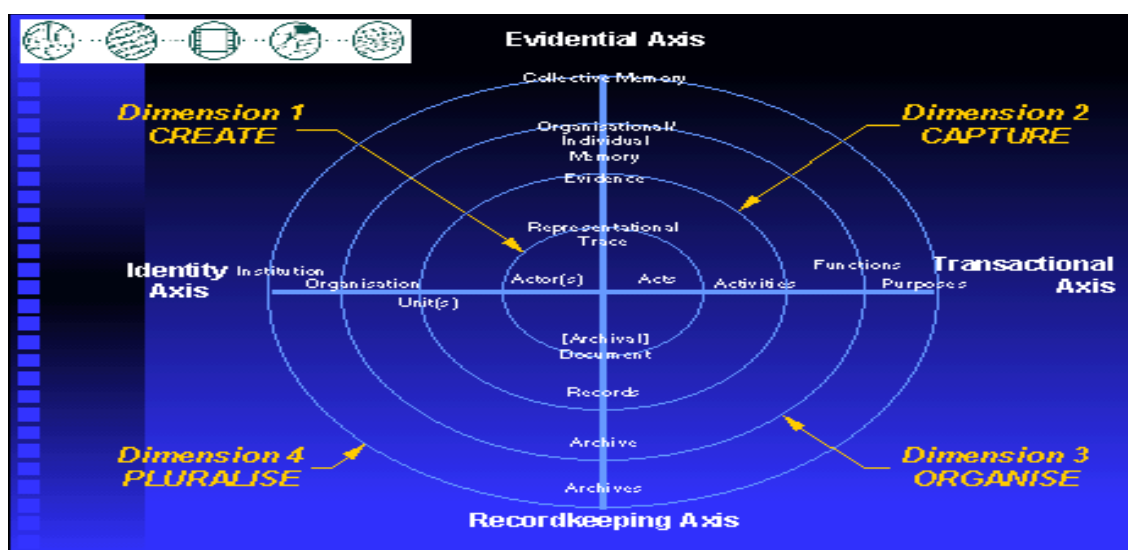 Evidential Axis
Collective Memory
Dimension 1
CREATE
Dimension 2
CAPTURE
Organisational/
Individual
Memory
Evidence
Representational
Trace
Identity
Axis
Institution
Organisation
Unit(s)
Actor(s)
Acts
Activities
Functions
Purposes
Transactional
Axis
[Archival]
Document
Records
Archive
Archives
Dimension 4
PLURALISE
Dimension 3
ORGANISE
Recordkeeping Axis